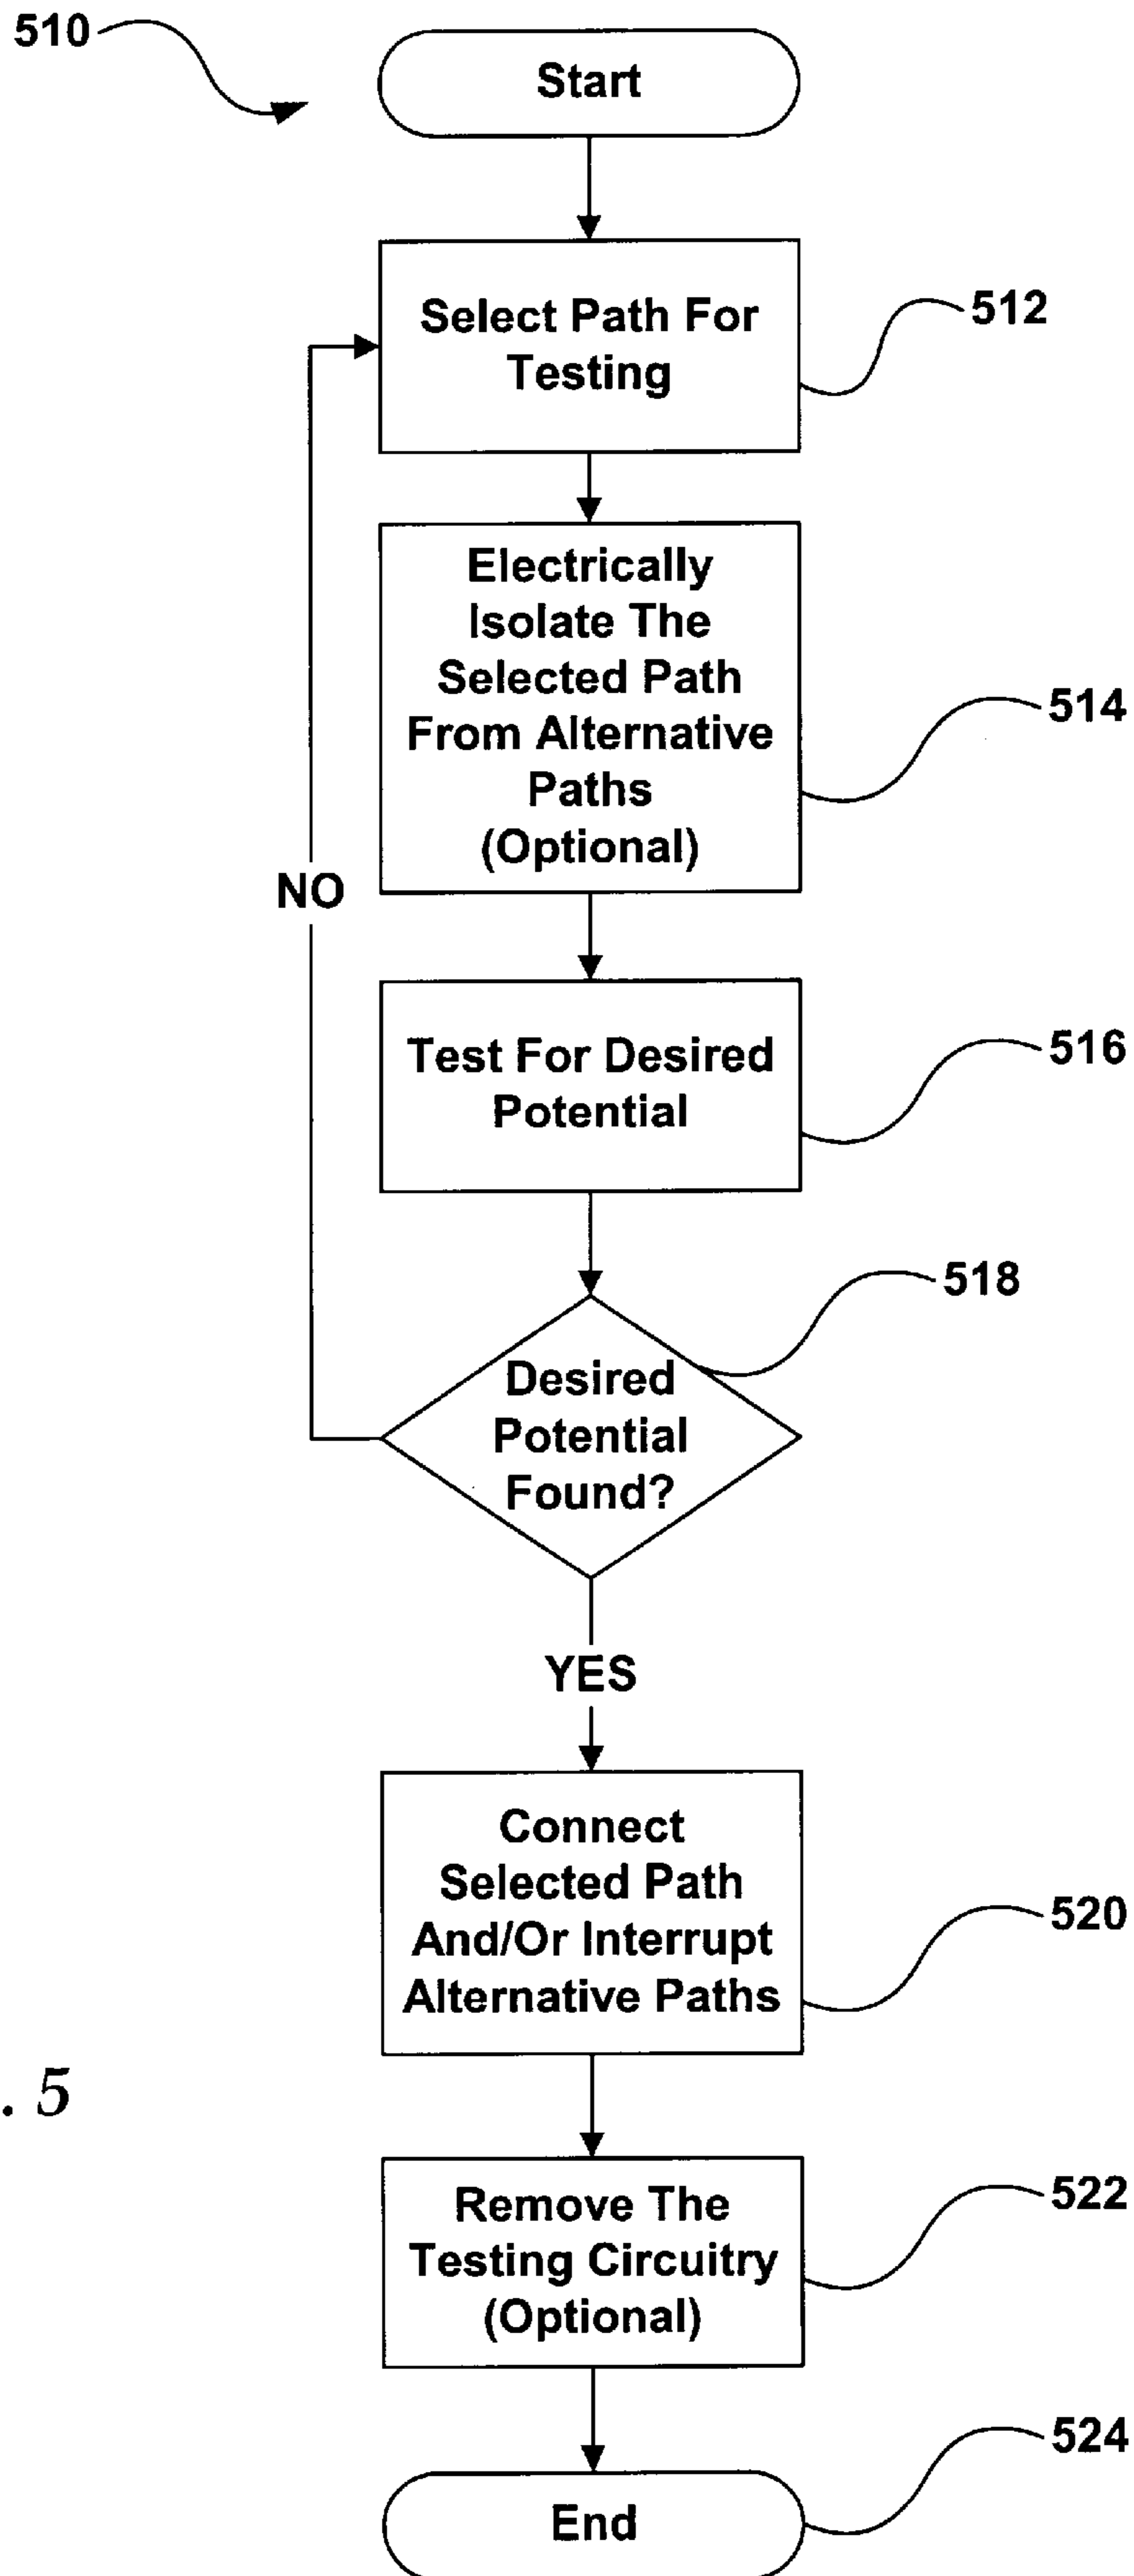 510
Start
Select Path For
Testing
512
Electrically
Isolate The
Selected Path
From Alternative
Paths
(Optional)
514
NO
Test For Desired
Potential
516
Desired
Potential
Found?
518
YES
Connect
Selected Path
And/Or Interrupt
Alternative Paths
520
. 5
Remove The
Testing Circuitry
(Optional)
522
End
524